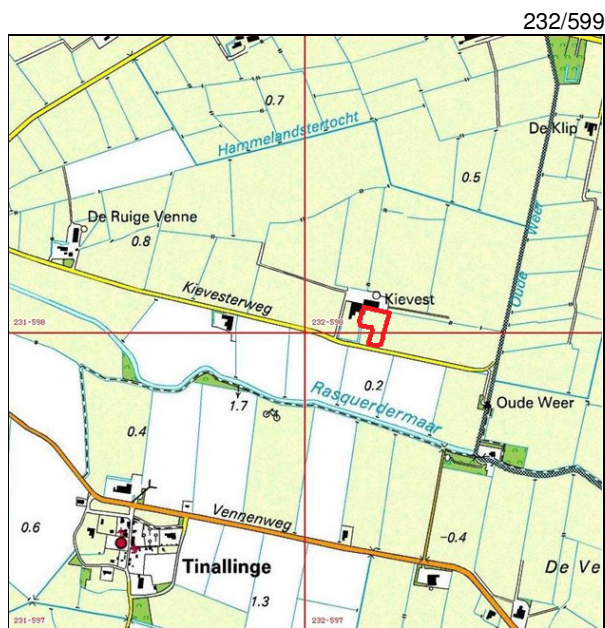 232/599
0.7
Hammelandstertocht
De Klip
0.5
De Ruige Venne
0.8
Oude Weer
Kievesterweg
Kievest
231-598
232-598
0.2
Rasquerdermaar
1.7
Oude Weer
0.4
Vennenweg
0.6
-0.4
Tinallinge
De Ve
1.3
231-597
232-597